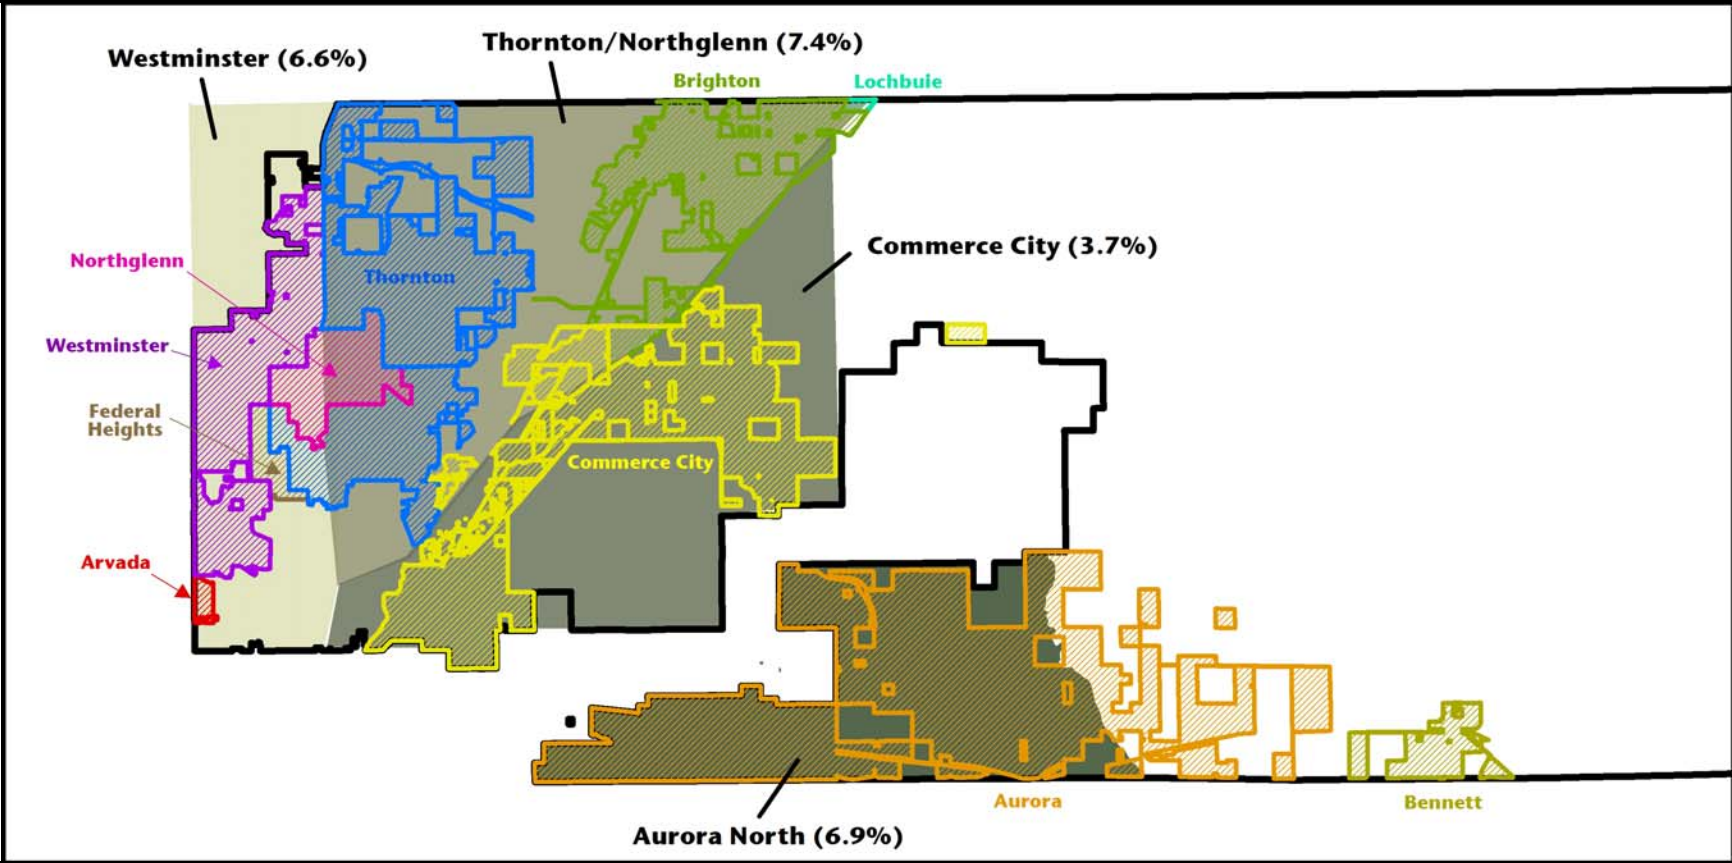 Thornton/Northglenn (7.4%)
Westminster (6.6%)
Brighton
Lochbuie
Commerce City (3.7%)
Northglenn
Thornton
Westminster
Federal
Heights
Commerce City
Arvada
Aurora
Bennett
Aurora North (6.9%)